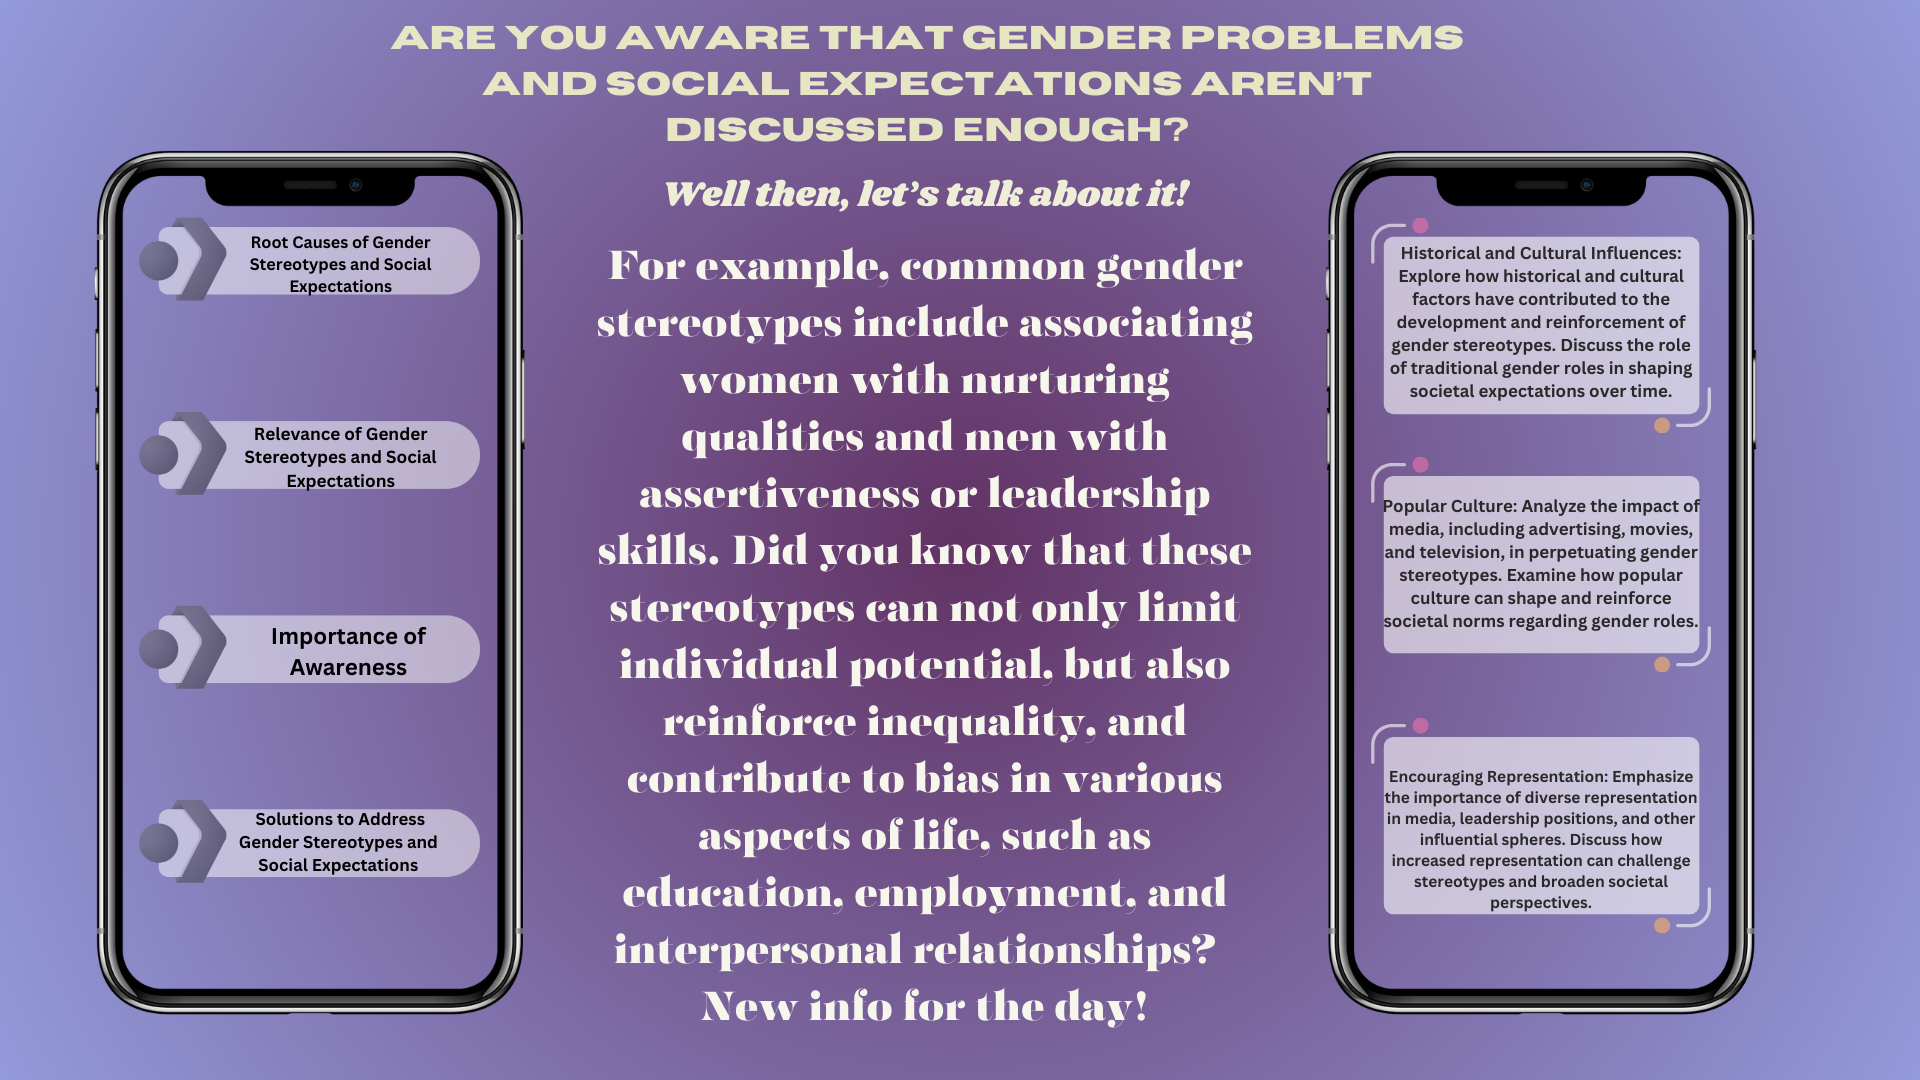 ARE YOU AWARE THAT GENDER PROBLEMS
AND SOCIAL EXPECTATIONS AREN'T
DISCUSSED ENOUGH?
Well then, let's talk about it!
Root Causes of Gender
Stereotypes and Social
Expectations
Relevance of Gender
Stereotypes and Social
Expectations
Importance of
Awareness
Solutions to Address
Gender Stereotypes and
Social Expectations
For example, common gender
stereotypes include associating
women with nurturing
qualities and men with
assertiveness or leadership
skills. Did you know that these
stereotypes can not only limit
individual potential, but also
reinforce inequality, and
contribute to bias in various
aspects of life, such as
education, employment, and
interpersonal relationships?
New info for the day!
Historical and Cultural Influences:
Explore how historical and cultural
factors have contributed to the
development and reinforcement of
gender stereotypes. Discuss the role
of traditional gender roles in shaping
societal expectations over time.
Popular Culture: Analyze the impact of
media, including advertising, movies,
and television, in perpetuating gender
stereotypes. Examine how popular
culture can shape and reinforce
societal norms regarding gender roles.
Encouraging Representation: Emphasize
the importance of diverse representation
in media, leadership positions, and other
influential spheres. Discuss how
increased representation can challenge
stereotypes and broaden societal
perspectives.